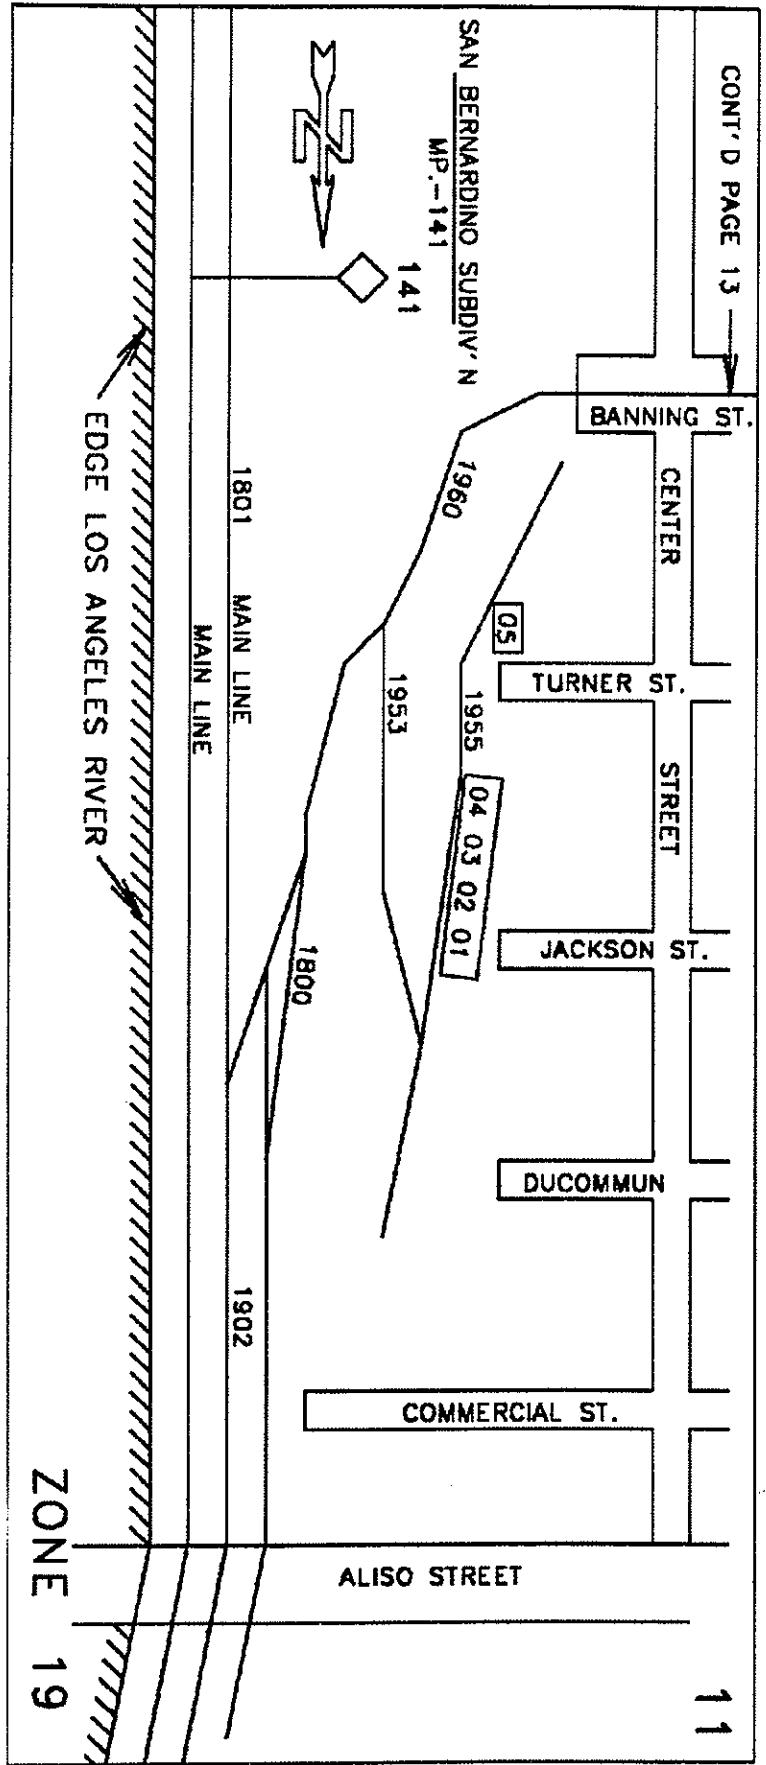 CONT'D PAGE 13
11
SAN BERNARDINO SUBDIV'N
MP.-141
N
141
BANNING ST.
CENTER
STREET
TURNER ST.
JACKSON ST.
DUCOMMUN
COMMERCIAL ST.
ALISO STREET
1960
05
1955
04 03 02 01
1953
1800
1801 MAIN LINE
MAIN LINE
1902
EDGE LOS ANGELES RIVER
ZONE 19